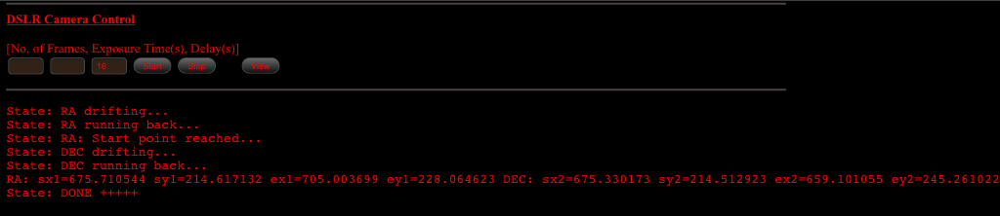 DSLR Camera Control
[No. of Frames, Exposure Time(s), Delay(s)]
16 Start Stop View
State: RA drifting...
State: RA running back...
State: RA: Start point reached...
State: DEC drifting...
State: DEC running back...
RA: sx1=675.710544 sy1=214.617132 ex1=705.003699 ey1=228.064623 DEC: sx2=675.330173 sy2=214.512923 ex2=659.101055 ey2=245.261022
State: DONE +++++